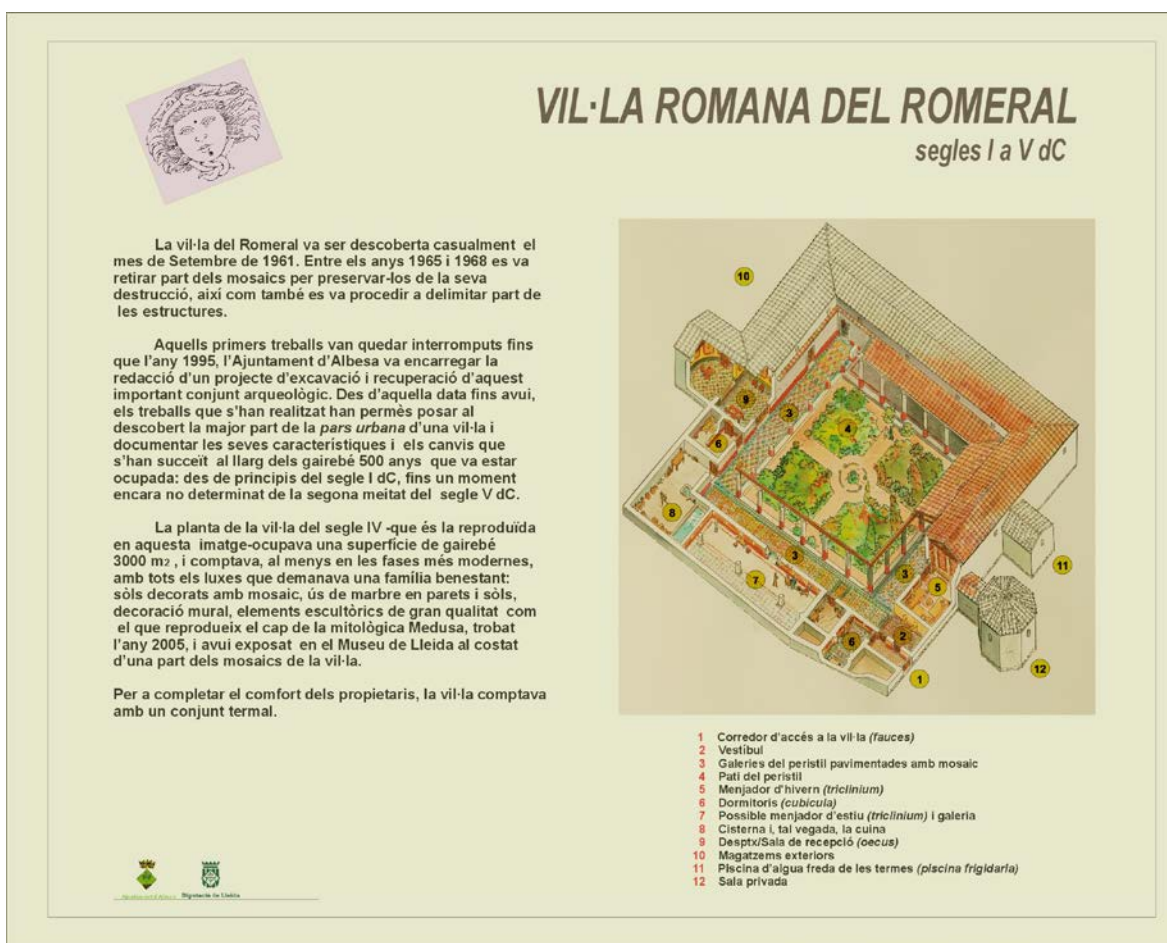 VIL·LA ROMANA DEL ROMERAL
segles I a V dC
La vil·la del Romeral va ser descoberta casualment el
mes de Setembre de 1961. Entre els anys 1965 i 1968 es va
retirar part dels mosaics per preservar-los de la seva
destrucció, així com també es va procedir a delimitar part de
les estructures.
Aquells primers treballs van quedar interromputs fins
que l'any 1995, l'Ajuntament d'Albesa va encarregar la
redacció d'un projecte d'excavació i recuperació d'aquest
important conjunt arqueològic. Des d'aquella data fins avui,
els treballs que s'han realitzat han permès posar al
descobert la major part de la pars urbana d'una vil·la i
documentar les seves característiques i els canvis que
s'han succeït al llarg dels gairebé 500 anys que va estar
ocupada: des de principis del segle I dC, fins un moment
encara no determinat de la segona meitat del segle V dC.
La planta de la vil·la del segle IV -que és la reproduïda
en aquesta imatge-ocupava una superfície de gairebé
3000 m2 , i comptava, al menys en les fases més modernes,
amb tots els luxes que demanava una família benestant:
sòls decorats amb mosaic, ús de marbre en parets i sòls,
decoració mural, elements escultòrics de gran qualitat com
el que reprodueix el cap de la mitològica Medusa, trobat
l'any 2005, i avui exposat en el Museu de Lleida al costat
d'una part dels mosaics de la vil·la.
Per a completar el comfort dels propietaris, la vil·la comptava
amb un conjunt termal.
10
9
3
4
6
8
3
7
3
5
11
6
2
1
12
1 Corredor d'accés a la vil·la (fauces)
2 Vestíbul
3 Galeries del peristil pavimentades amb mosaic
4 Pati del peristil
5 Menjador d'hivern (triclinium)
6 Dormitoris (cubicula)
7 Possible menjador d'estiu (triclinium) i galeria
8 Cisterna i, tal vegada, la cuina
9 Desptx/Sala de recepció (oecus)
10 Magatzems exteriors
11 Piscina d'aigua freda de les termes (piscina frigidaria)
12 Sala privada
Diputació de Lleida